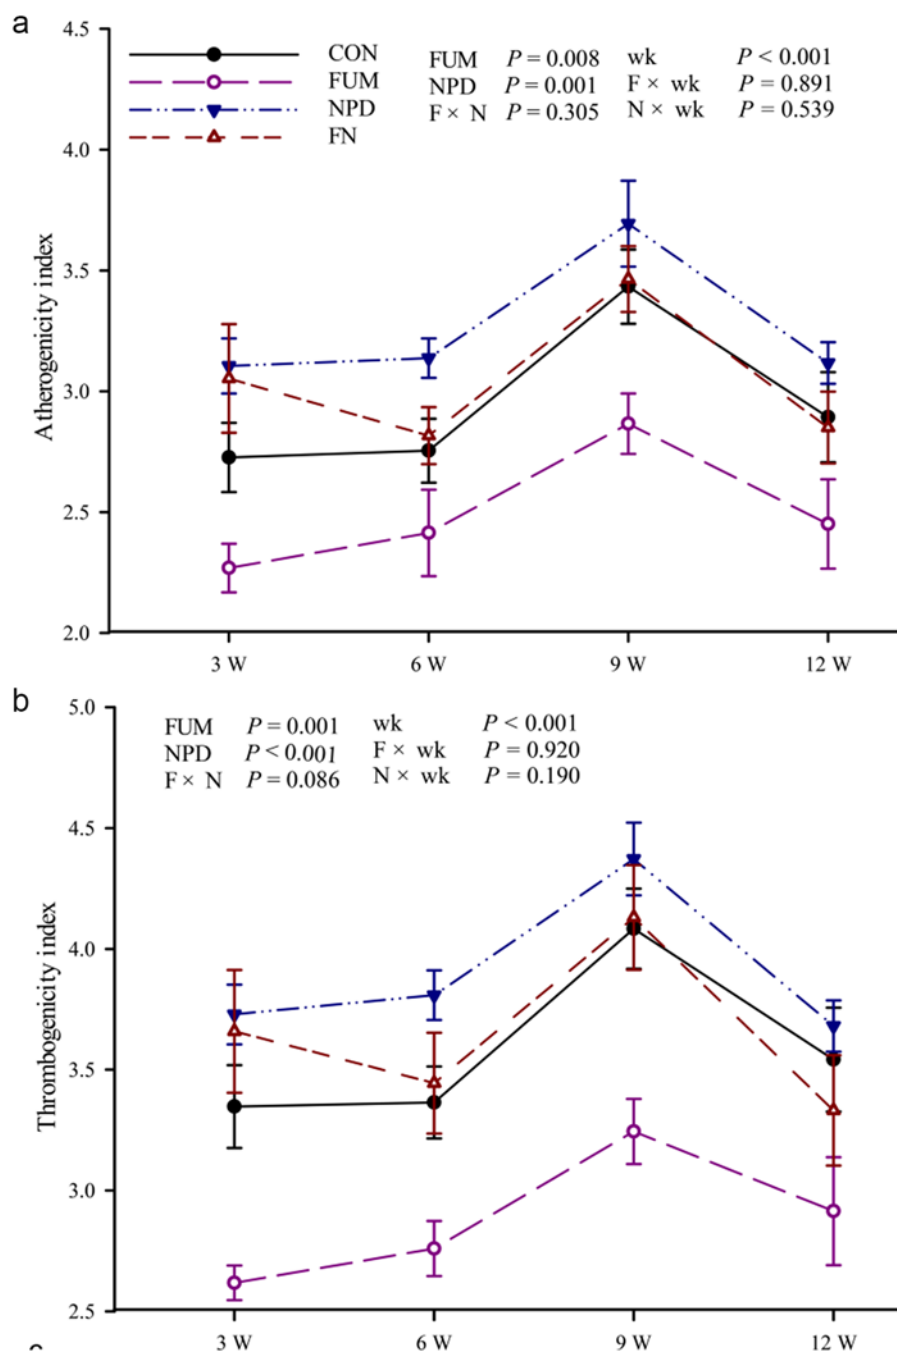 a
4.5
CON FUM P = 0.008 wk P < 0.001
FUM NPD P = 0.001 F × wk P = 0.891
NPD F × N P = 0.305 N × wk P = 0.539
FN
4.0
3.5
3.0
2.5
2.0
Atherogenicity index
3 W 6 W 9 W 12 W
b
5.0
FUM P = 0.001 wk P < 0.001
NPD P < 0.001 F × wk P = 0.920
F × N P = 0.086 N × wk P = 0.190
4.5
4.0
3.5
3.0
2.5
Thrombogenicity index
3 W 6 W 9 W 12 W